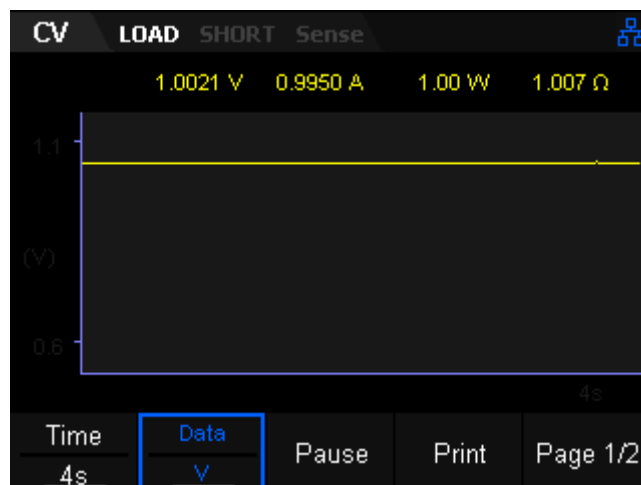 CV LOAD SHORT Sense
1.0021 V 0.9950 A 1.00 W 1.007 Ω
1.1
(V)
0.6
4s
Time Data Pause Print Page 1/2
4s V